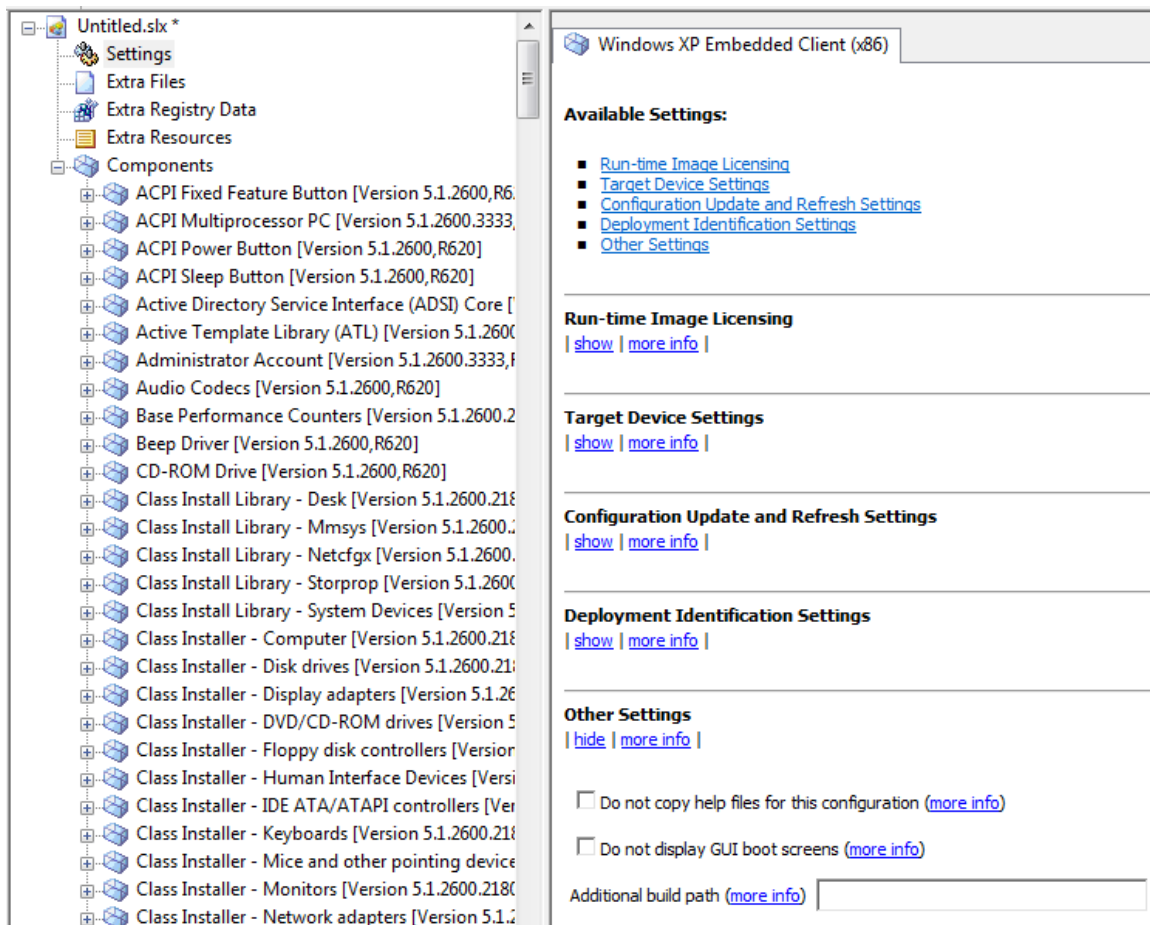 Untitled.slx *
Settings
Extra Files
Extra Registry Data
Extra Resources
Components
ACPI Fixed Feature Button [Version 5.1.2600,R6
ACPI Multiprocessor PC [Version 5.1.2600.3333,
ACPI Power Button [Version 5.1.2600,R620]
ACPI Sleep Button [Version 5.1.2600,R620]
Active Directory Service Interface (ADSI) Core [
Active Template Library (ATL) [Version 5.1.2600
Administrator Account [Version 5.1.2600.3333,
Audio Codecs [Version 5.1.2600,R620]
Base Performance Counters [Version 5.1.2600.2
Beep Driver [Version 5.1.2600,R620]
CD-ROM Drive [Version 5.1.2600,R620]
Class Install Library - Desk [Version 5.1.2600.218
Class Install Library - Mmsys [Version 5.1.2600.
Class Install Library - Netcfgx [Version 5.1.2600.
Class Install Library - Storprop [Version 5.1.2600
Class Install Library - System Devices [Version 5
Class Installer - Computer [Version 5.1.2600.218
Class Installer - Disk drives [Version 5.1.2600.21
Class Installer - Display adapters [Version 5.1.26
Class Installer - DVD/CD-ROM drives [Version 5
Class Installer - Floppy disk controllers [Version
Class Installer - Human Interface Devices [Versi
Class Installer - IDE ATA/ATAPI controllers [Ver
Class Installer - Keyboards [Version 5.1.2600.218
Class Installer - Mice and other pointing device
Class Installer - Monitors [Version 5.1.2600.2180
Class Installer - Network adapters [Version 5.1.2
Windows XP Embedded Client (x86)
Available Settings:
Run-time Image Licensing
Target Device Settings
Configuration Update and Refresh Settings
Deployment Identification Settings
Other Settings
Run-time Image Licensing
| show | more info |
Target Device Settings
| show | more info |
Configuration Update and Refresh Settings
| show | more info |
Deployment Identification Settings
| show | more info |
Other Settings
| hide | more info |
Do not copy help files for this configuration (more info)
Do not display GUI boot screens (more info)
Additional build path (more info)